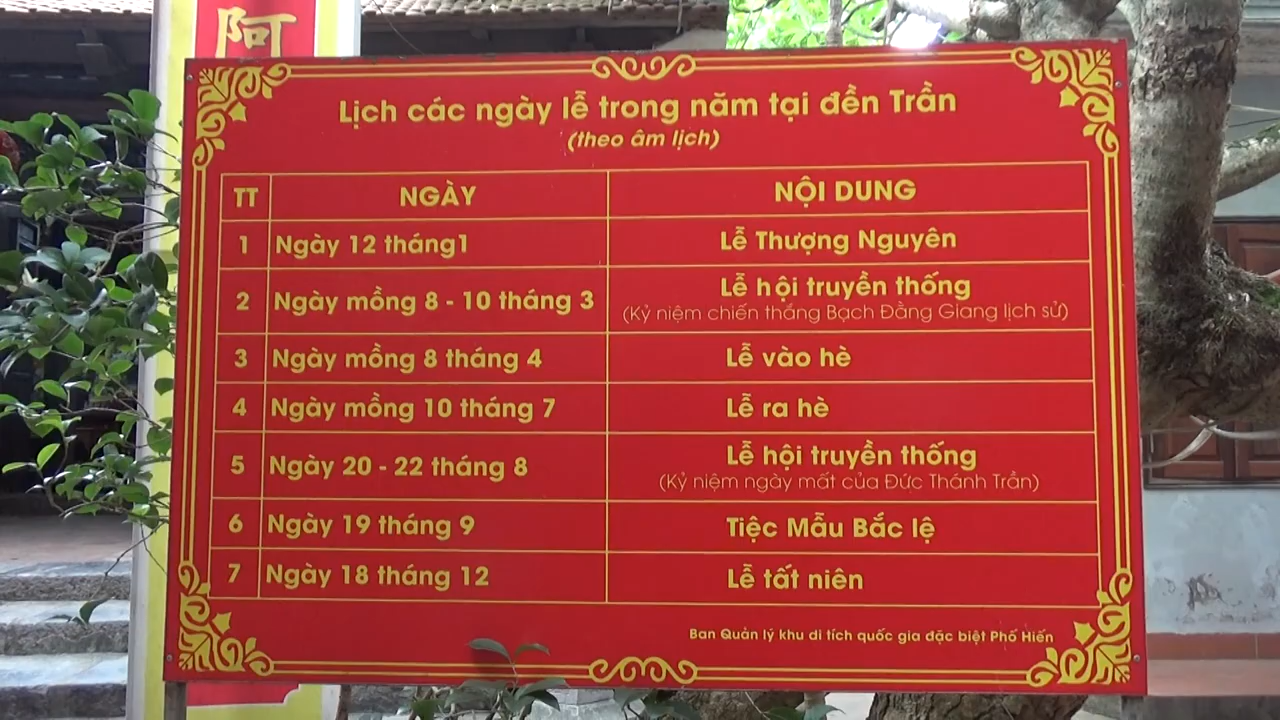 阿
Lịch các ngày lễ trong năm tại đền Trần
(theo âm lịch)
TT NGÀY NỘI DUNG
1 Ngày 12 tháng1 Lễ Thượng Nguyên
2 Ngày mồng 8 - 10 tháng 3 Lễ hội truyền thống
(Kỷ niệm chiến thắng Bạch Đằng Giang lịch sử)
3 Ngày mồng 8 tháng 4 Lễ vào hè
4 Ngày mồng 10 tháng 7 Lễ ra hè
5 Ngày 20 - 22 tháng 8 Lễ hội truyền thống
(Kỷ niệm ngày mất của Đức Thánh Trần)
6 Ngày 19 tháng 9 Tiệc Mẫu Bắc lệ
7 Ngày 18 tháng 12 Lễ tất niên
Ban Quản lý khu di tích quốc gia đặc biệt Phố Hiến